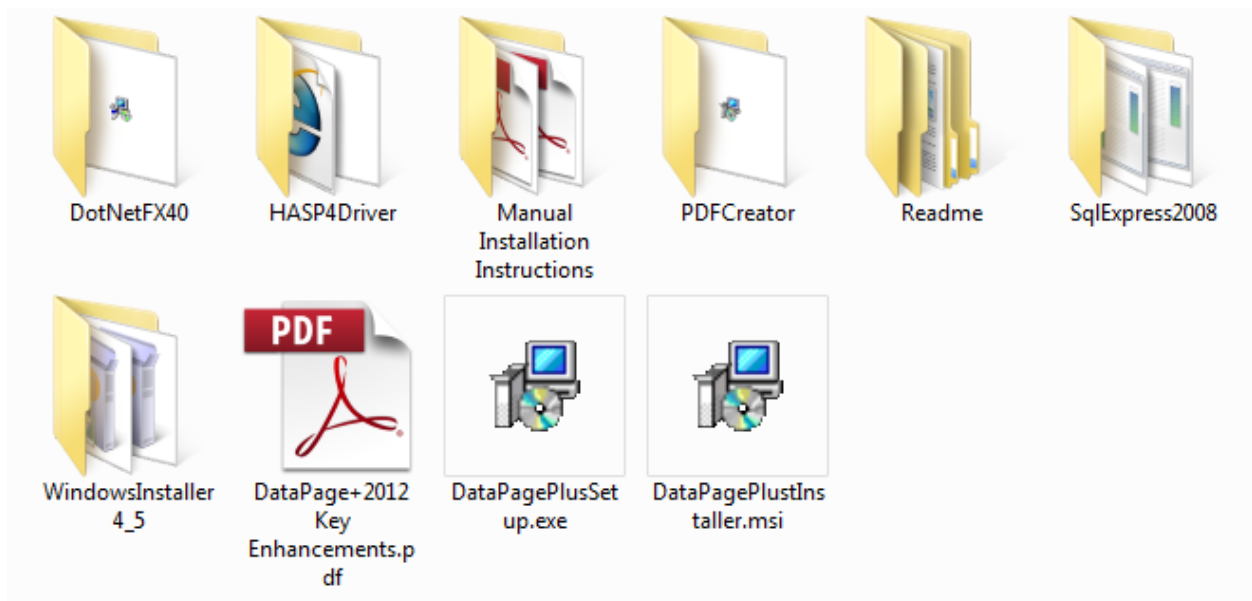 DotNetFX40
HASP4Driver
Manual
Installation
Instructions
PDFCreator
Readme
SqlExpress2008
WindowsInstaller
4_5
PDF
DataPage+2012
Key
Enhancements.p
df
DataPagePlusSet
up.exe
DataPagePlustIns
taller.msi